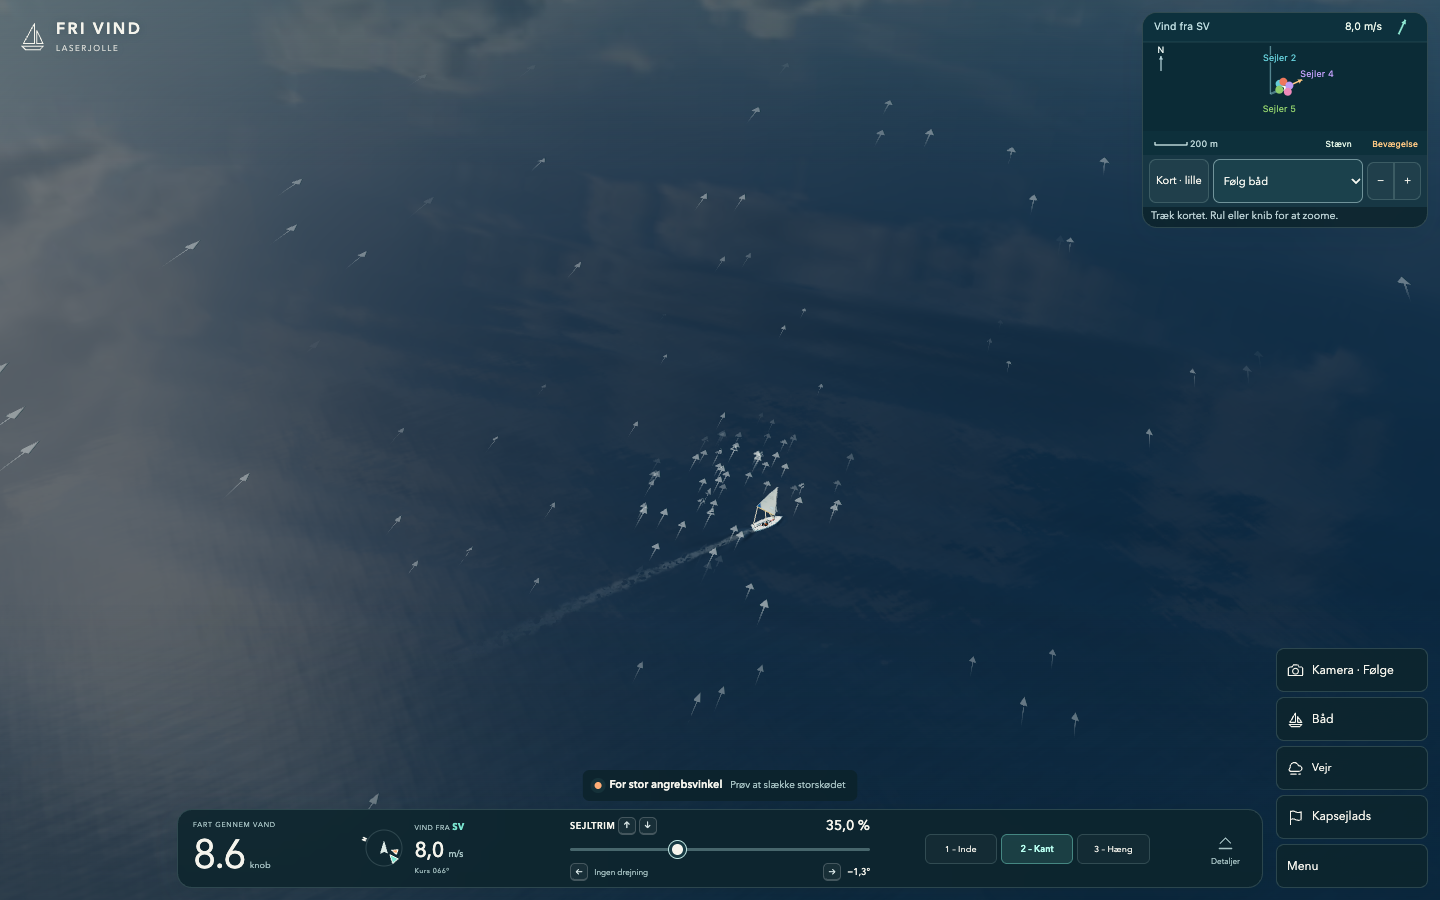 FRI VIND
LASERJOLLE
Vind fra SV 8,0 m/s
N
Sejler 2
Sejler 4
Sejler 5
200 m Stævn Bevægelse
Kort · lille Følg båd − +
Træk kortet. Rul eller knib for at zoome.
Kamera · Følge
Båd
Vejr
Kapsejlads
Menu
For stor angrebsvinkel Prøv at slække storskødet
FART GENNEM VAND
8.6 knob
VIND FRA SV
8,0 m/s
Kurs 066°
SEJLTRIM ↑ ↓ 35,0 %
← Ingen drejning → −1,3°
1 – Inde 2 – Kant 3 – Hæng
Detaljer